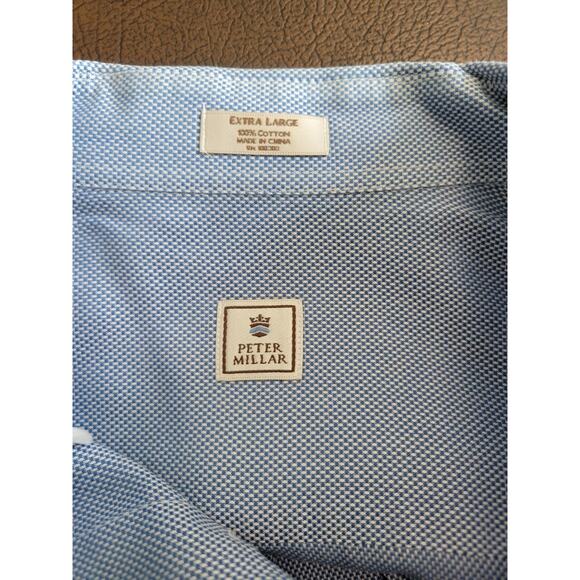 EXTRA LARGE
100% COTTON
MADE IN CHINA
PETER
MILLAR